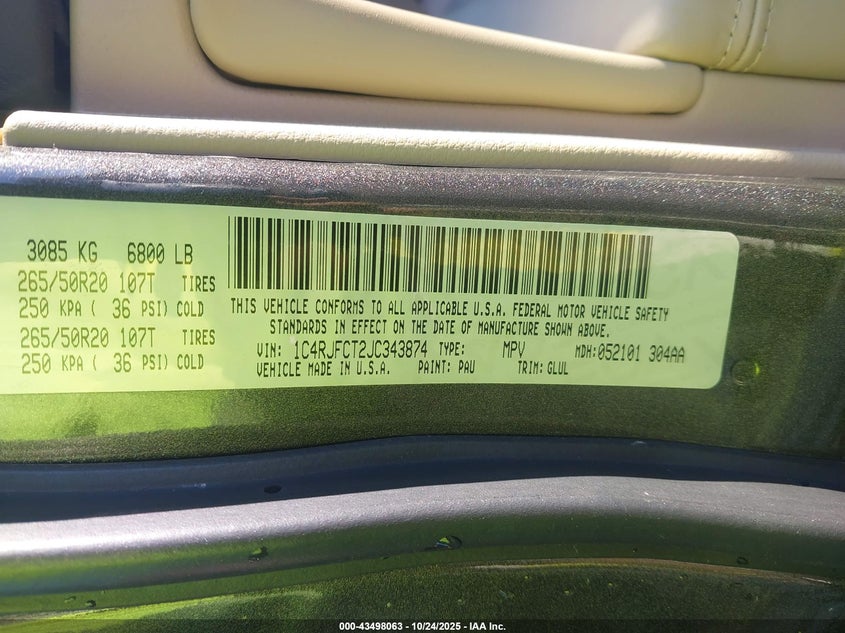 3085 KG 6800 LB
265/50R20 107T TIRES
250 KPA ( 36 PSI) COLD
265/50R20 107T TIRES
250 KPA ( 36 PSI) COLD
THIS VEHICLE CONFORMS TO ALL APPLICABLE U.S.A. FEDERAL MOTOR VEHICLE SAFETY
STANDARDS IN EFFECT ON THE DATE OF MANUFACTURE SHOWN ABOVE.
VIN: 1C4RJFCT2JC343874 TYPE: MPV MDH:052101 304AA
VEHICLE MADE IN U.S.A. PAINT: PAU TRIM: GLUL
000-43498063 - 10/24/2025 - IAA Inc.